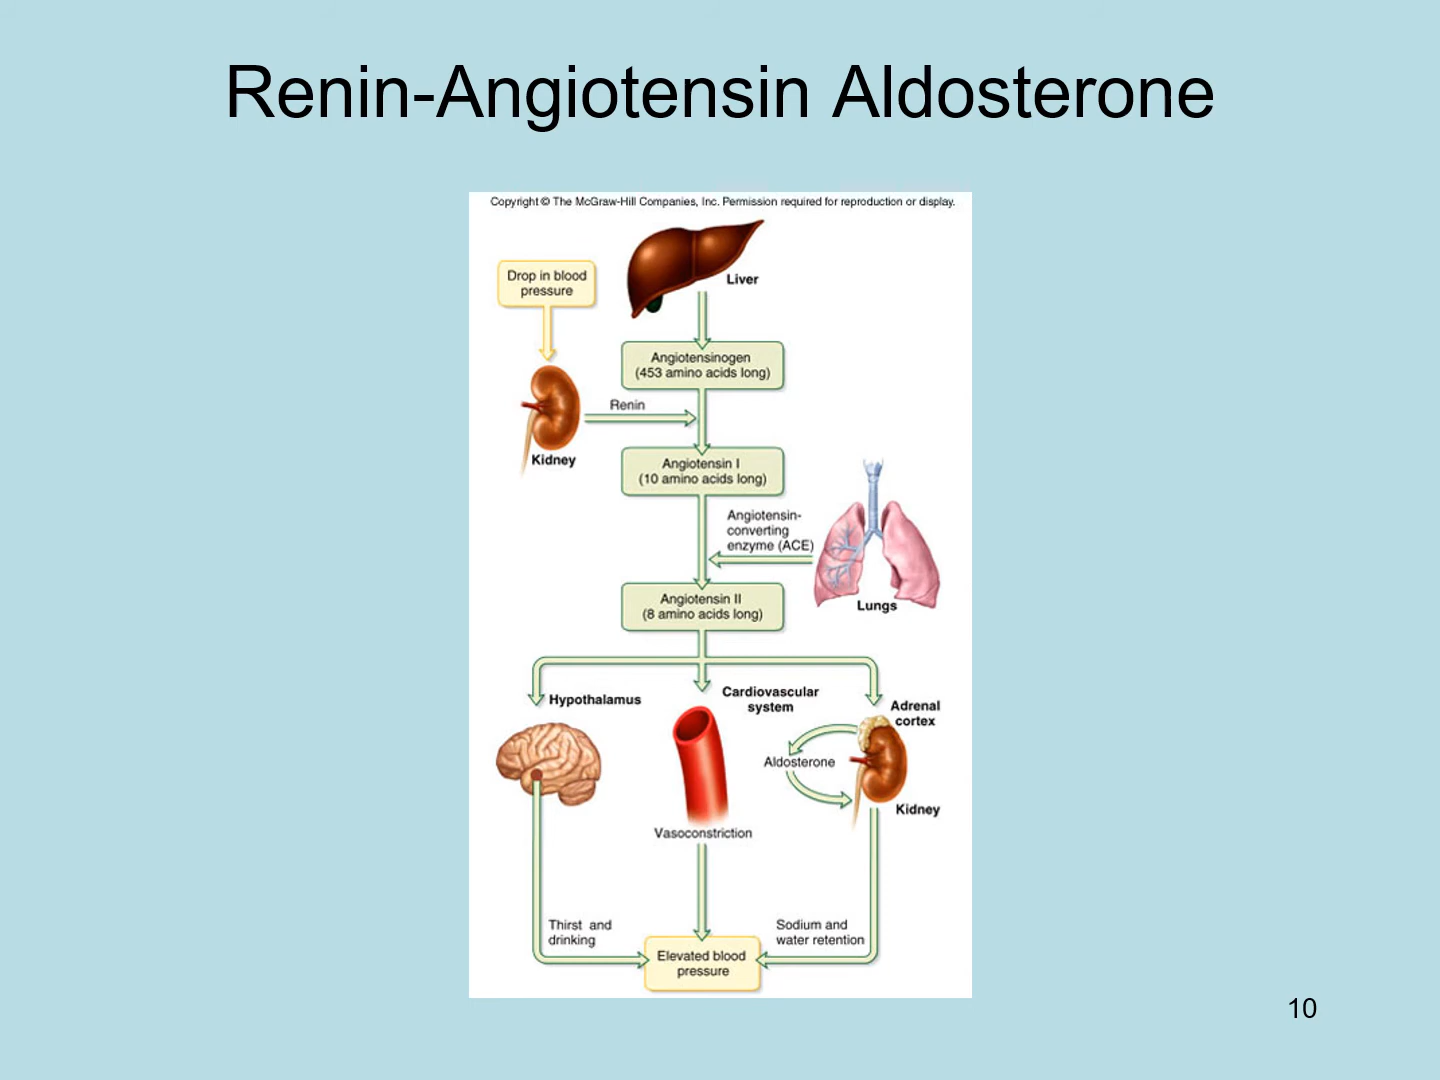 Renin-Angiotensin Aldosterone
Copyright © The McGraw-Hill Companies, Inc. Permission required for reproduction or display.
Drop in blood
pressure
Liver
Angiotensinogen
(453 amino acids long)
Renin
Kidney
Angiotensin I
(10 amino acids long)
Angiotensin-
converting
enzyme (ACE)
Lungs
Angiotensin II
(8 amino acids long)
Hypothalamus
Cardiovascular
system
Adrenal
cortex
Aldosterone
Kidney
Vasoconstriction
Thirst and
drinking
Sodium and
water retention
Elevated blood
pressure
10